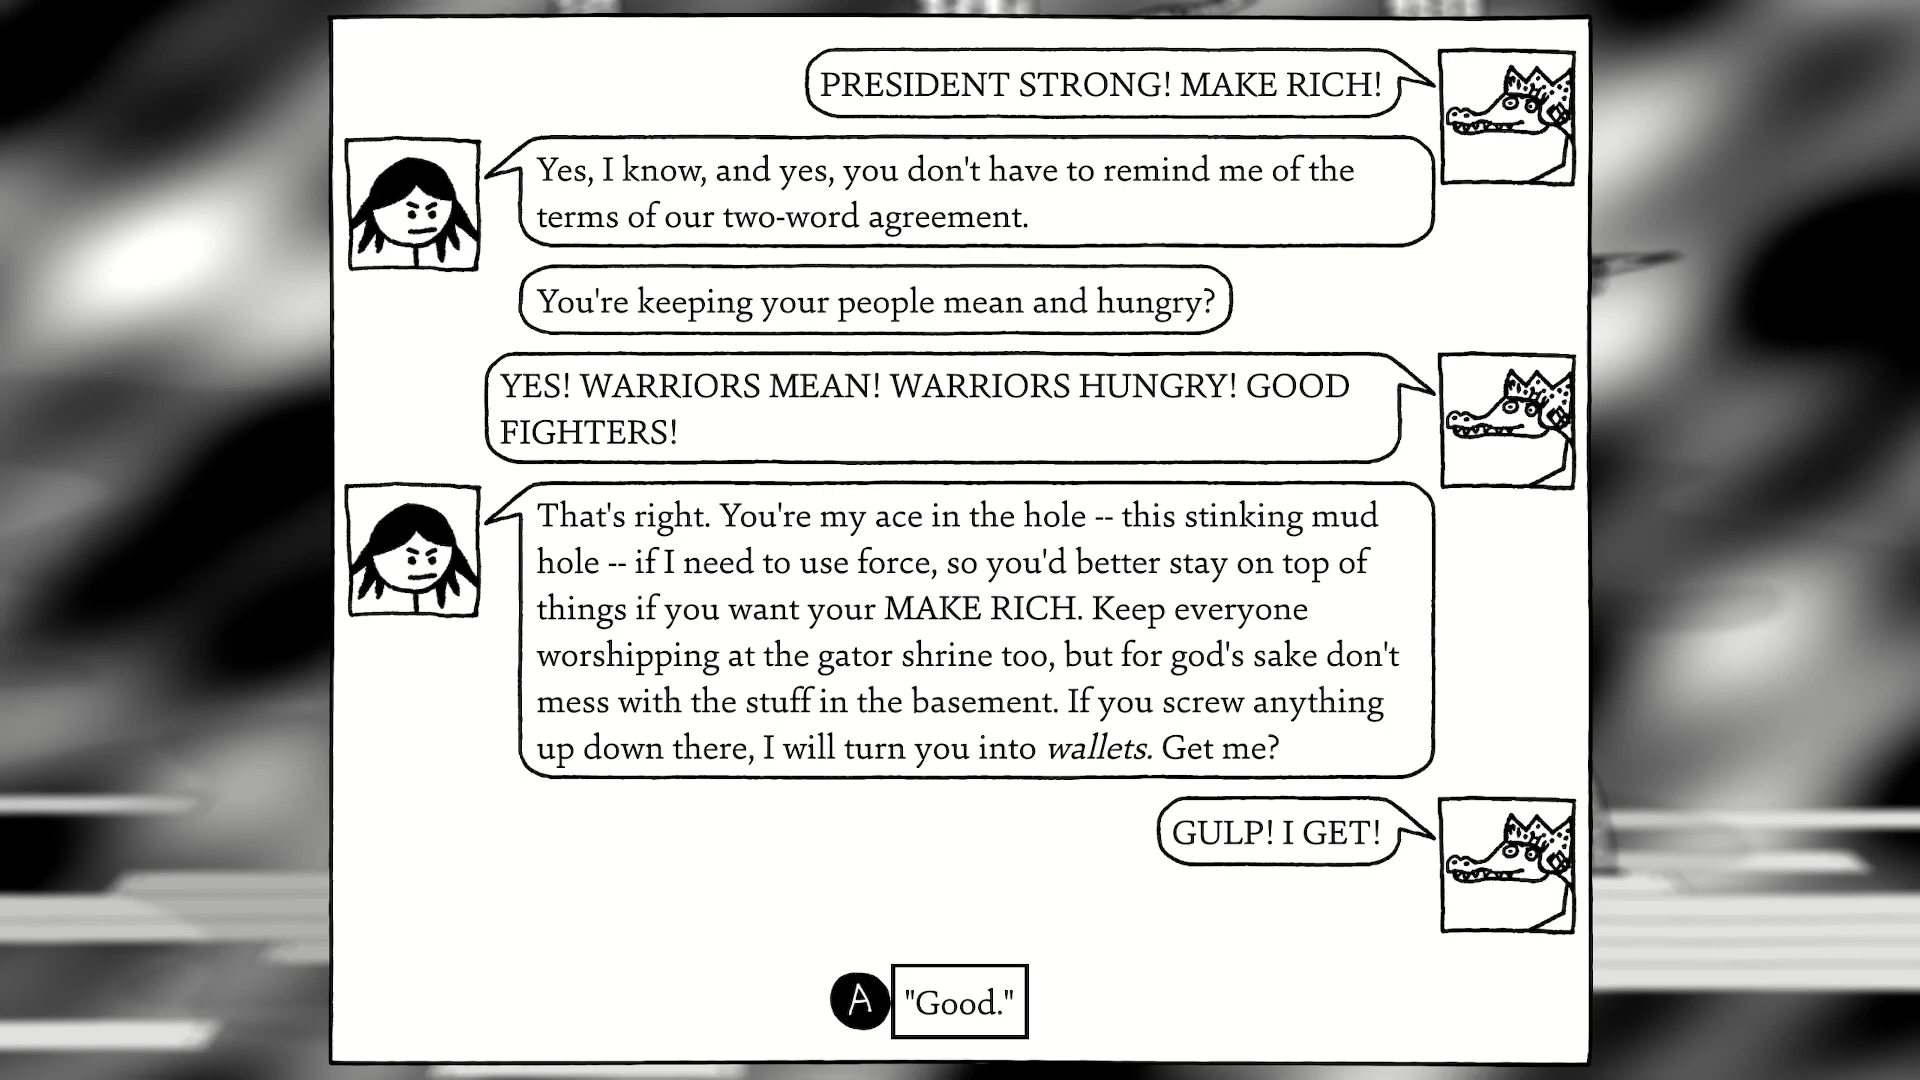 PRESIDENT STRONG! MAKE RICH!
Yes, I know, and yes, you don't have to remind me of the
terms of our two-word agreement.
You're keeping your people mean and hungry?
YES! WARRIORS MEAN! WARRIORS HUNGRY! GOOD
FIGHTERS!
That's right. You're my ace in the hole -- this stinking mud
hole -- if I need to use force, so you'd better stay on top of
things if you want your MAKE RICH. Keep everyone
worshipping at the gator shrine too, but for god's sake don't
mess with the stuff in the basement. If you screw anything
up down there, I will turn you into wallets. Get me?
GULP! I GET!
A "Good."